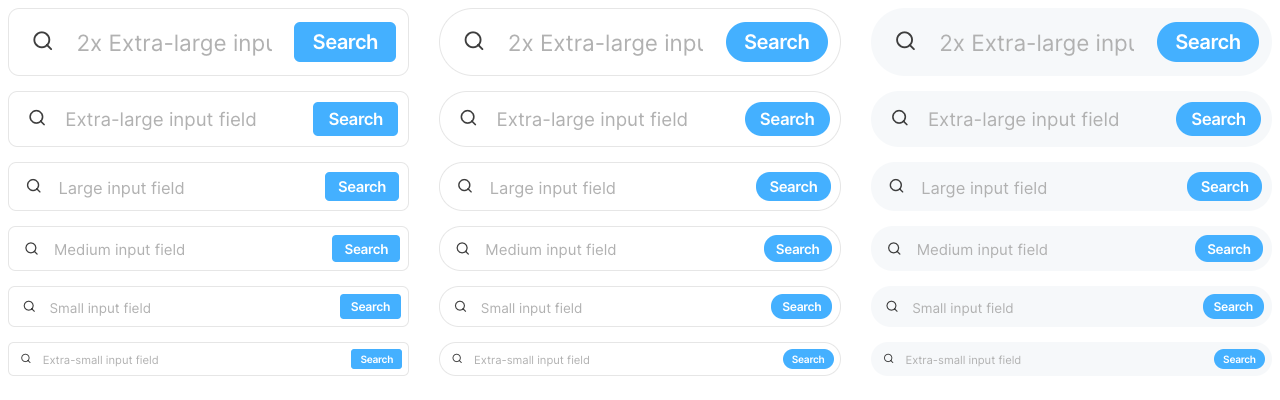 2x Extra-large inpu Search 2x Extra-large inpu Search 2x Extra-large inpu Search
Extra-large input field Search Extra-large input field Search Extra-large input field Search
Large input field Search Large input field Search Large input field Search
Medium input field Search Medium input field Search Medium input field Search
Small input field Search Small input field Search Small input field Search
Extra-small input field Search Extra-small input field Search Extra-small input field Search